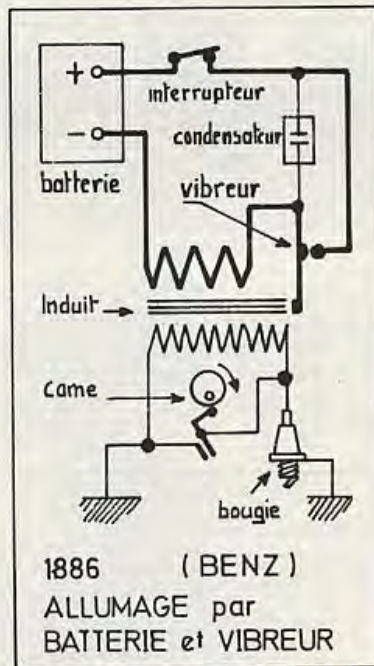 +
interrupteur
-
condensateur
batterie
vibreur
Induit
came
bougie
1886 (BENZ)
ALLUMAGE par
BATTERIE et VIBREUR